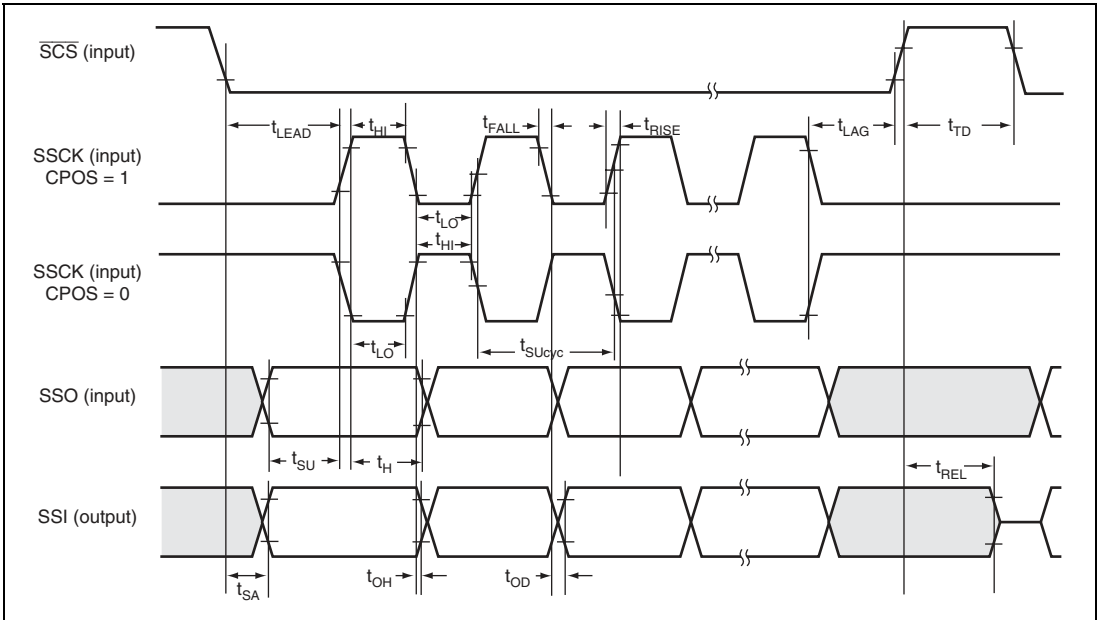 SCS (input)
tLEAD
tHI
tFALL
tRISE
tLAG
tTD
SSCK (input)
CPOS = 1
tLO
tHI
SSCK (input)
CPOS = 0
tLO
tSUcyc
SSO (input)
tSU
tH
tREL
SSI (output)
tSA
tOH
tOD